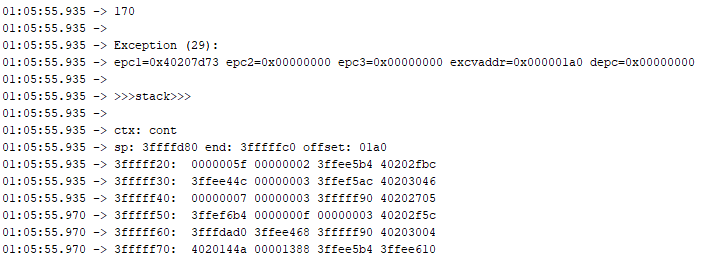 01:05:55.935 -> 170
01:05:55.935 ->
01:05:55.935 -> Exception (29):
01:05:55.935 -> epc1=0x40207d73 epc2=0x00000000 epc3=0x00000000 excvaddr=0x000001a0 depc=0x00000000
01:05:55.935 ->
01:05:55.935 -> >>>stack>>>
01:05:55.935 ->
01:05:55.935 -> ctx: cont
01:05:55.935 -> sp: 3ffffd80 end: 3fffffc0 offset: 01a0
01:05:55.935 -> 3fffff20:  0000005f 00000002 3ffee5b4 40202fbc
01:05:55.935 -> 3fffff30:  3ffee44c 00000003 3ffef5ac 40203046
01:05:55.935 -> 3fffff40:  00000007 00000003 3fffff90 40202705
01:05:55.970 -> 3fffff50:  3ffef6b4 0000000f 00000003 40202f5c
01:05:55.970 -> 3fffff60:  3fffdad0 3ffee468 3fffff90 40203004
01:05:55.970 -> 3fffff70:  4020144a 00001388 3ffee5b4 3ffee610